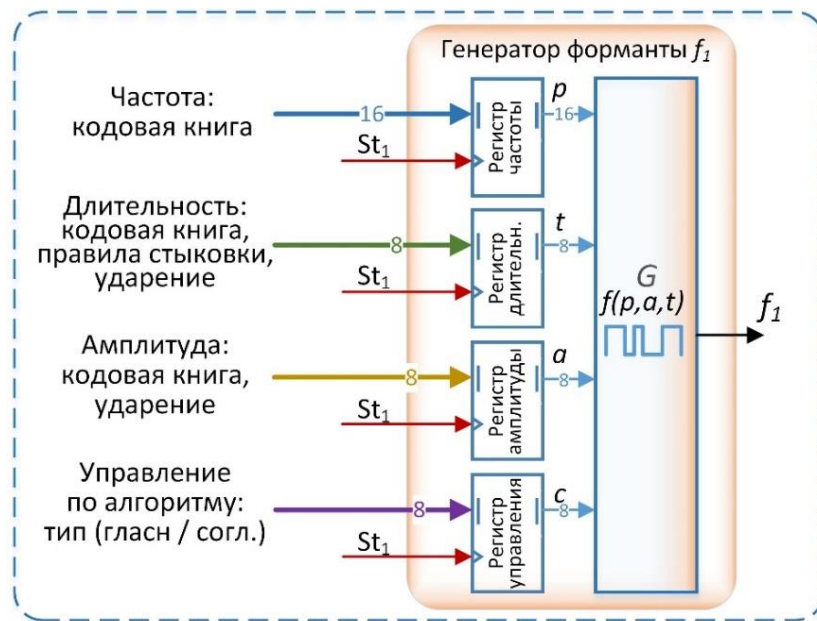 Генератор форманты f₁
Частота:
кодовая книга
16
St₁
Регистр
частоты
p
16
Длительность:
кодовая книга,
правила стыковки,
ударение
8
St₁
Регистр
длительн.
t
8
G
f(p,a,t)
f₁
Амплитуда:
кодовая книга,
ударение
8
St₁
Регистр
амплитуды
a
8
Управление
по алгоритму:
тип (гласн / согл.)
8
St₁
Регистр
управления
c
8